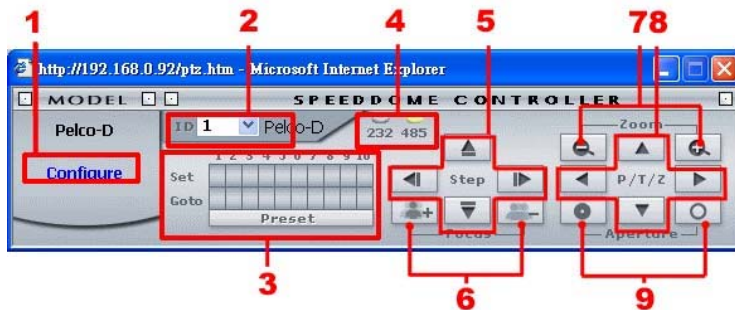 1 2 4 5 78
http://192.168.0.92/ptz.htm - Microsoft Internet Explorer
MODEL SPEEDDOME CONTROLLER
Pelco-D ID 1 Pelco-D 232 485 Zoom
Configure 1 2 3 4 5 6 7 8 9 10
Set Step P/T/Z
Goto
Preset
Focus Aperture
3 6 9